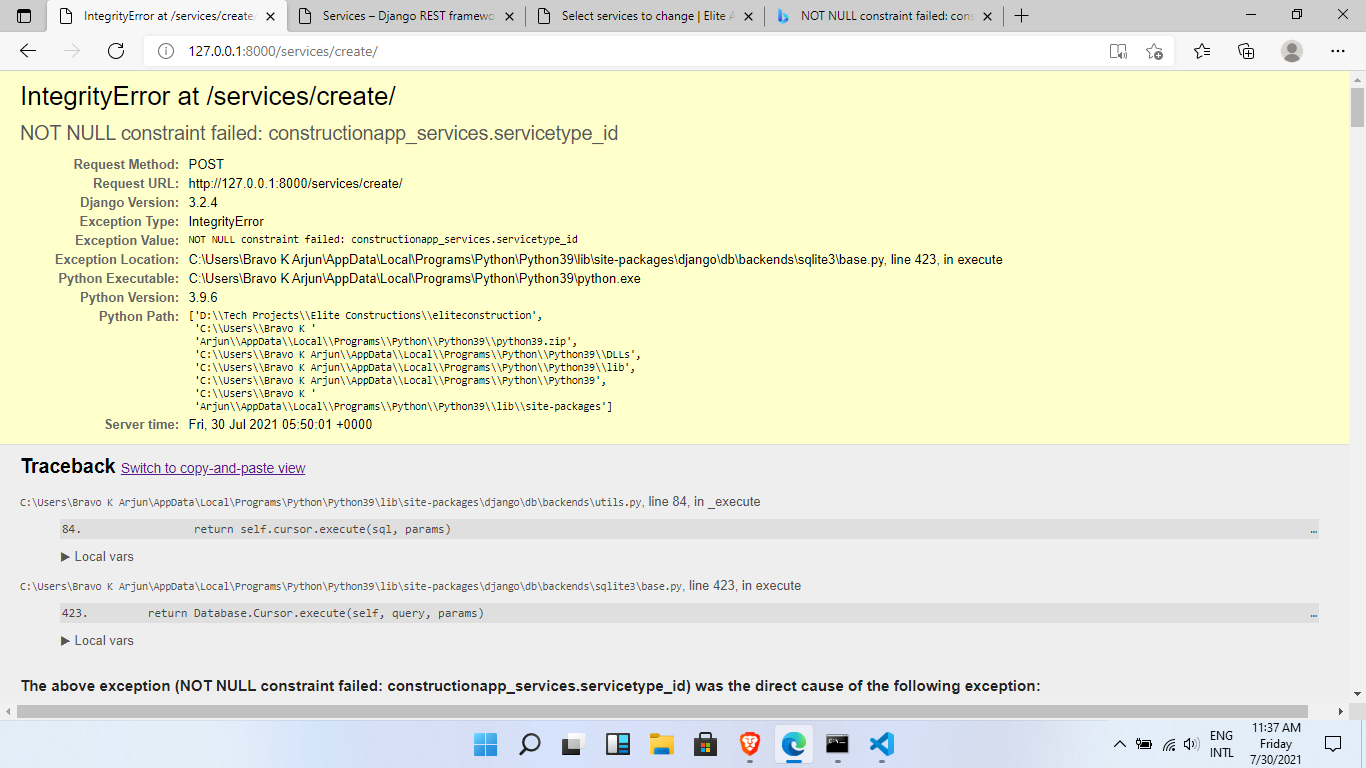 IntegrityError at /services/create/
Services – Django REST framewo
Select services to change | Elite A
NOT NULL constraint failed: cons
127.0.0.1:8000/services/create/
IntegrityError at /services/create/
NOT NULL constraint failed: constructionapp_services.servicetype_id
Request Method: POST
Request URL: http://127.0.0.1:8000/services/create/
Django Version: 3.2.4
Exception Type: IntegrityError
Exception Value: NOT NULL constraint failed: constructionapp_services.servicetype_id
Exception Location: C:\Users\Bravo K Arjun\AppData\Local\Programs\Python\Python39\lib\site-packages\django\db\backends\sqlite3\base.py, line 423, in execute
Python Executable: C:\Users\Bravo K Arjun\AppData\Local\Programs\Python\Python39\python.exe
Python Version: 3.9.6
Python Path: ['D:\\Tech Projects\\Elite Constructions\\eliteconstruction',
'C:\\Users\\Bravo K '
'Arjun\\AppData\\Local\\Programs\\Python\\Python39\\python39.zip',
'C:\\Users\\Bravo K Arjun\\AppData\\Local\\Programs\\Python\\Python39\\DLLs',
'C:\\Users\\Bravo K Arjun\\AppData\\Local\\Programs\\Python\\Python39\\lib',
'C:\\Users\\Bravo K Arjun\\AppData\\Local\\Programs\\Python\\Python39',
'C:\\Users\\Bravo K '
'Arjun\\AppData\\Local\\Programs\\Python\\Python39\\lib\\site-packages']
Server time: Fri, 30 Jul 2021 05:50:01 +0000
Traceback Switch to copy-and-paste view
C:\Users\Bravo K Arjun\AppData\Local\Programs\Python\Python39\lib\site-packages\django\db\backends\utils.py, line 84, in _execute
84. return self.cursor.execute(sql, params) …
▶ Local vars
C:\Users\Bravo K Arjun\AppData\Local\Programs\Python\Python39\lib\site-packages\django\db\backends\sqlite3\base.py, line 423, in execute
423. return Database.Cursor.execute(self, query, params) …
▶ Local vars
The above exception (NOT NULL constraint failed: constructionapp_services.servicetype_id) was the direct cause of the following exception:
ENG
INTL
11:37 AM
Friday
7/30/2021